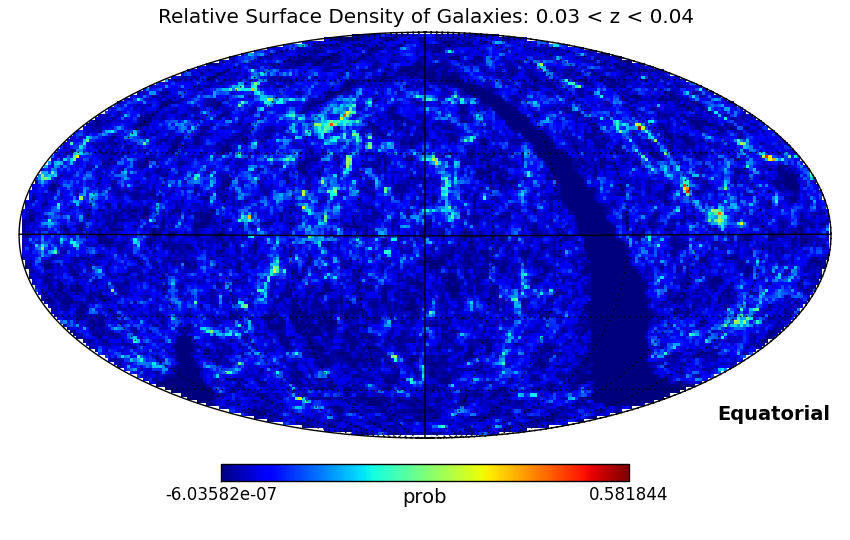 Relative Surface Density of Galaxies: 0.03 < z < 0.04
Equatorial
-6.03582e-07 prob 0.581844